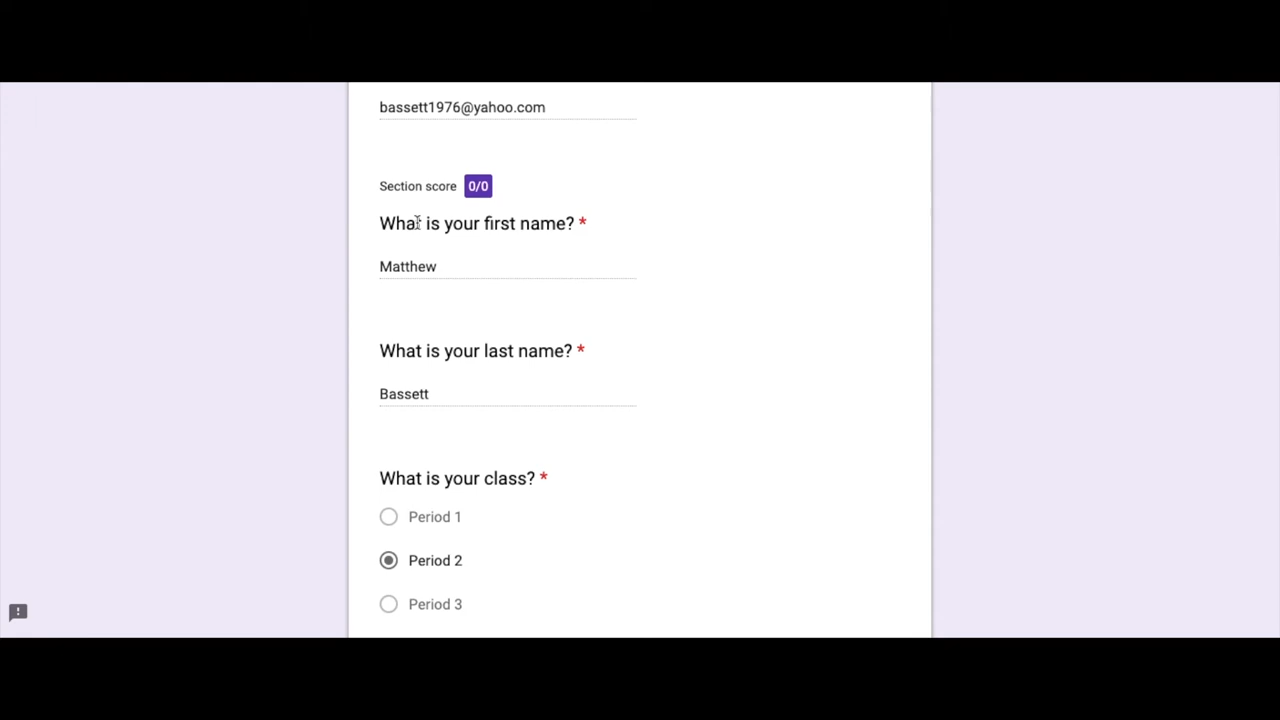 bassett1976@yahoo.com
Section score 0/0
What is your first name? *
Matthew
What is your last name? *
Bassett
What is your class? *
Period 1
Period 2
Period 3